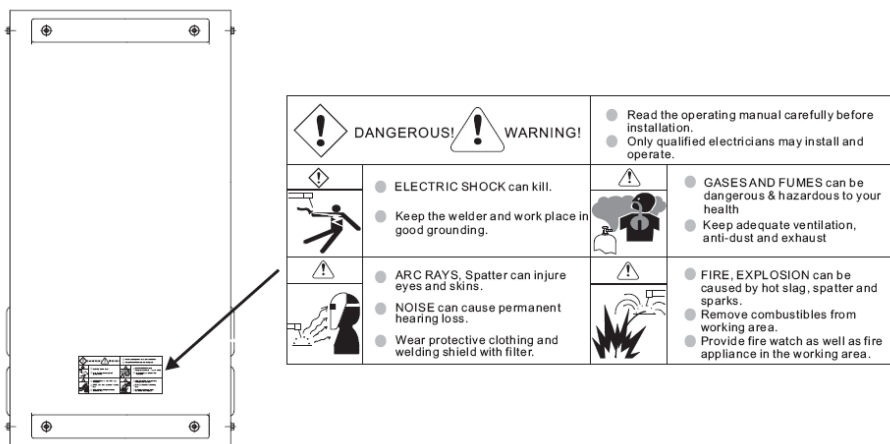 DANGEROUS! WARNING!
Read the operating manual carefully before
installation.
Only qualified electricians may install and
operate.
ELECTRIC SHOCK can kill.
Keep the welder and work place in
good grounding.
GASES AND FUMES can be
dangerous & hazardous to your
health
Keep adequate ventilation,
anti-dust and exhaust
ARC RAYS, Spatter can injure
eyes and skins.
NOISE can cause permanent
hearing loss.
Wear protective clothing and
welding shield with filter.
FIRE, EXPLOSION can be
caused by hot slag, spatter and
sparks.
Remove combustibles from
working area.
Provide fire watch as well as fire
appliance in the working area.